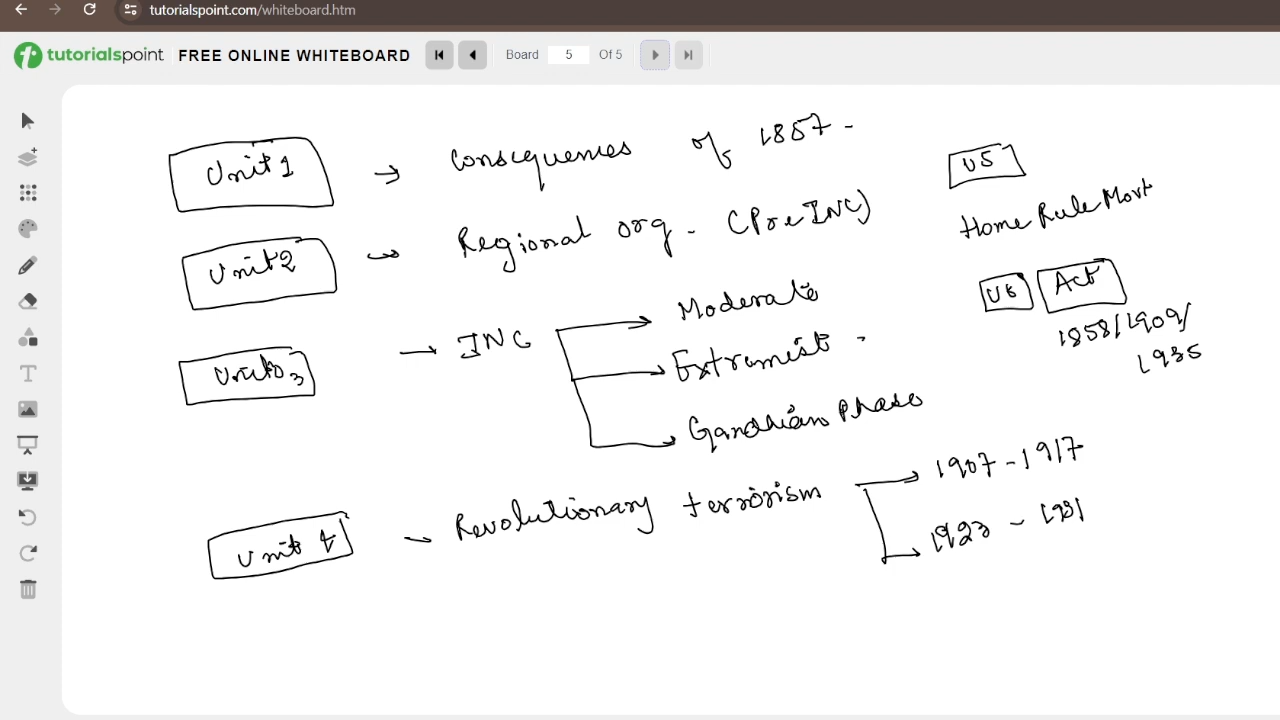 tutorialspoint.com/whiteboard.htm
tutorialspoint FREE ONLINE WHITEBOARD Board 5 Of 5
Unit 1 → Consequences of 1857 -
Unit 2 → Regional org. (Pre INC)
Unit 3 → INC
Moderate
Extremist
Gandhian Phase
Unit 4 → Revolutionary terrorism
1907 - 1917
1923 - 1931
U5
Home Rule Movt
U6 Act
1858/1909/
1935
T